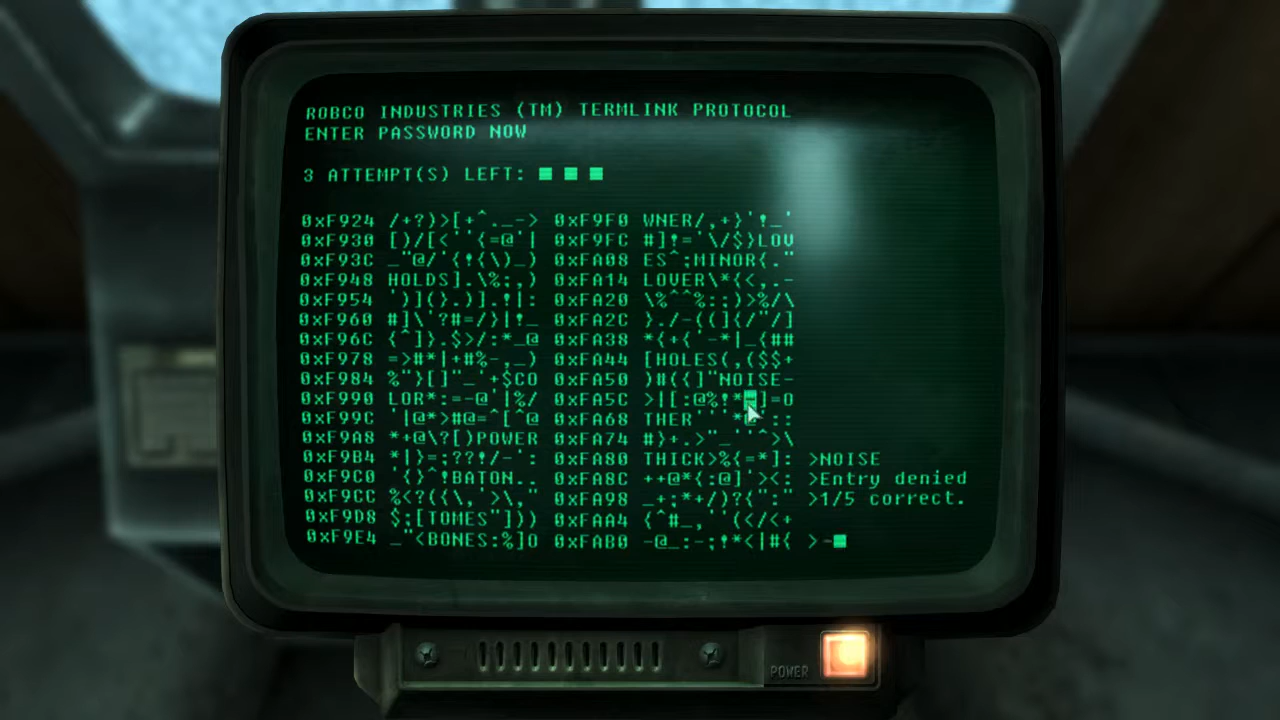 ROBCO INDUSTRIES (TM) TERMLINK PROTOCOL
ENTER PASSWORD NOW
3 ATTEMPT(S) LEFT: ■ ■ ■
0xF924 /+?)>[+^._-> 0xF9F0 WNER/,+}'!_'
0xF930 [)/[<''{=@'| 0xF9FC #]!='\/$}LOV
0xF93C _"@/'{!{\)_) 0xFA08 ES^;MINOR{."
0xF948 HOLDS].\%:,) 0xFA14 LOVER\*{<,.-
0xF954 ')](}.)].!|: 0xFA20 \%^^%:;)>%/\
0xF960 #]\'?#=/}|!_ 0xFA2C }./-{(]{/"/]
0xF96C {^]}.$>/:*_@ 0xFA38 *{+{'-*|_{##
0xF978 =>#*|+#%-,_) 0xFA44 [HOLES(,($$+
0xF984 %"}[]"_'+$CO 0xFA50 )#({]"NOISE-
0xF990 LOR*:=-@'|%/ 0xFA5C >|[:@%!*-]=O
0xF99C '|@*>#@=^[^@ 0xFA68 THER'''*@^::
0xF9A8 *+@\?[)POWER 0xFA74 #}+.>"_''^>\
0xF9B4 *|}=;??!/-': 0xFA80 THICK>%{=*]: >NOISE
0xF9C0 '{}^!BATON.. 0xFA8C ++@*{:@]'><: >Entry denied
0xF9CC %<?({\,'>\," 0xFA98 _+;*+/)?{":" >1/5 correct.
0xF9D8 $;[TOMES"])) 0xFAA4 {^#_,''(</<+
0xF9E4 _"<BONES:%]O 0xFAB0 -@_:-;!*<|#{ >-■
POWER